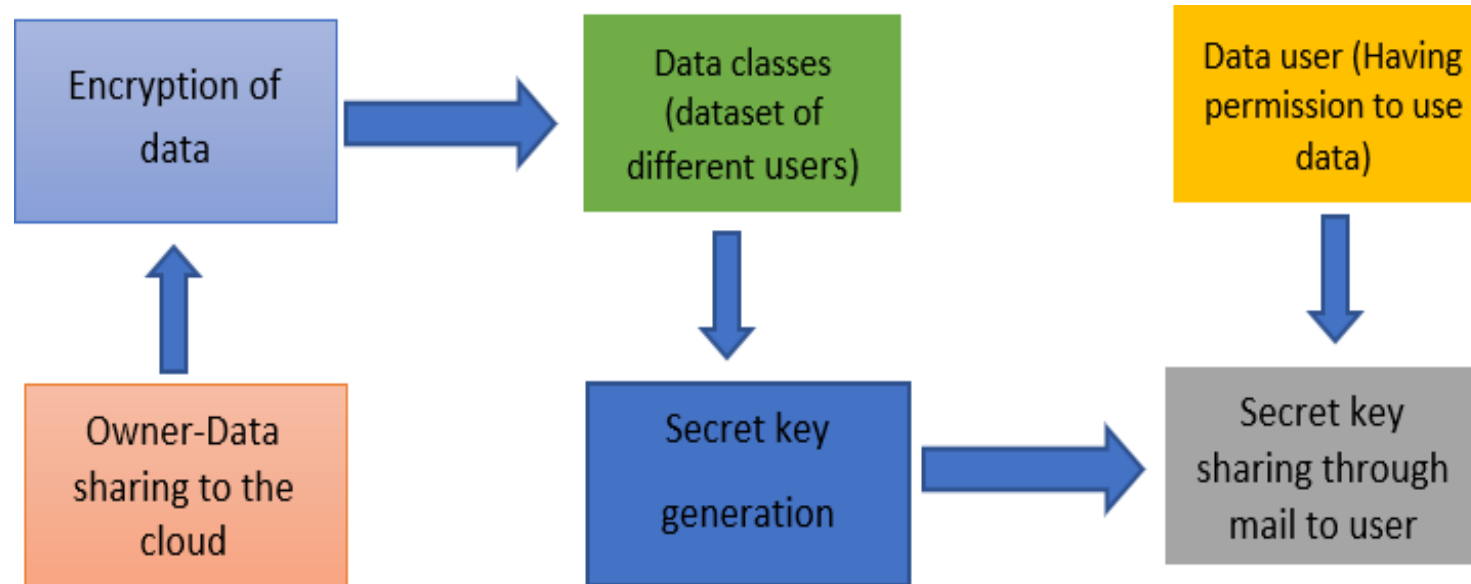 Encryption of
data
Data classes
(dataset of
different users)
Data user (Having
permission to use
data)
Owner-Data
sharing to the
cloud
Secret key
generation
Secret key
sharing through
mail to user